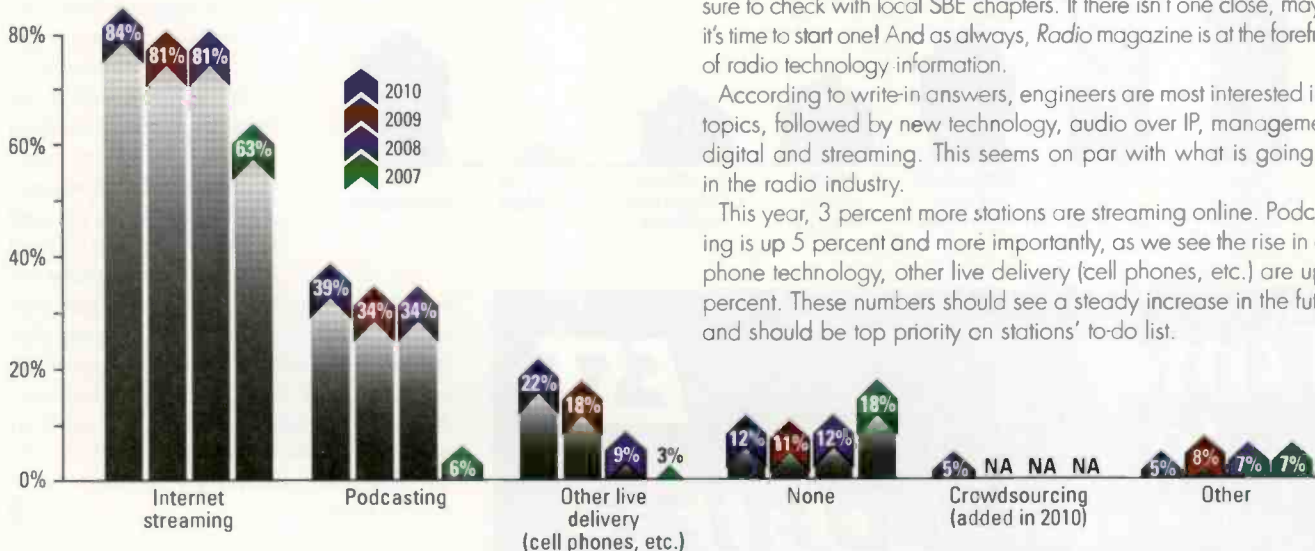 sure to check with local SBE chapters. If there isn't one close, may
it's time to start one! And as always, Radio magazine is at the forefr
of radio technology information.
According to write-in answers, engineers are most interested i
topics, followed by new technology, audio over IP, manageme
digital and streaming. This seems on par with what is going
in the radio industry.
This year, 3 percent more stations are streaming online. Podc
ing is up 5 percent and more importantly, as we see the rise in
phone technology, other live delivery (cell phones, etc.) are up
percent. These numbers should see a steady increase in the fut
and should be top priority on stations' to-do list.
80%
60%
40%
20%
0%
84% 81% 81% 63%
39% 34% 34% 6%
22% 18% 9% 3%
12% 11% 12% 18%
5% NA NA NA
5% 8% 7% 7%
2010
2009
2008
2007
Internet
streaming
Podcasting
Other live
delivery
(cell phones, etc.)
None
Crowdsourcing
(added in 2010)
Other